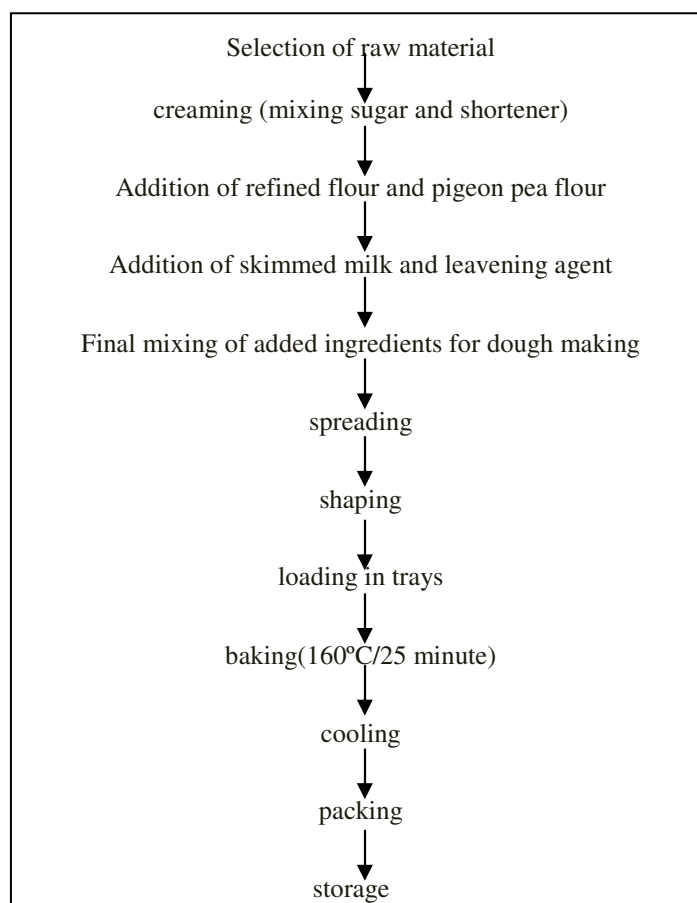 Selection of raw material
creaming (mixing sugar and shortener)
Addition of refined flour and pigeon pea flour
Addition of skimmed milk and leavening agent
Final mixing of added ingredients for dough making
spreading
shaping
loading in trays
baking(160ºC/25 minute)
cooling
packing
storage